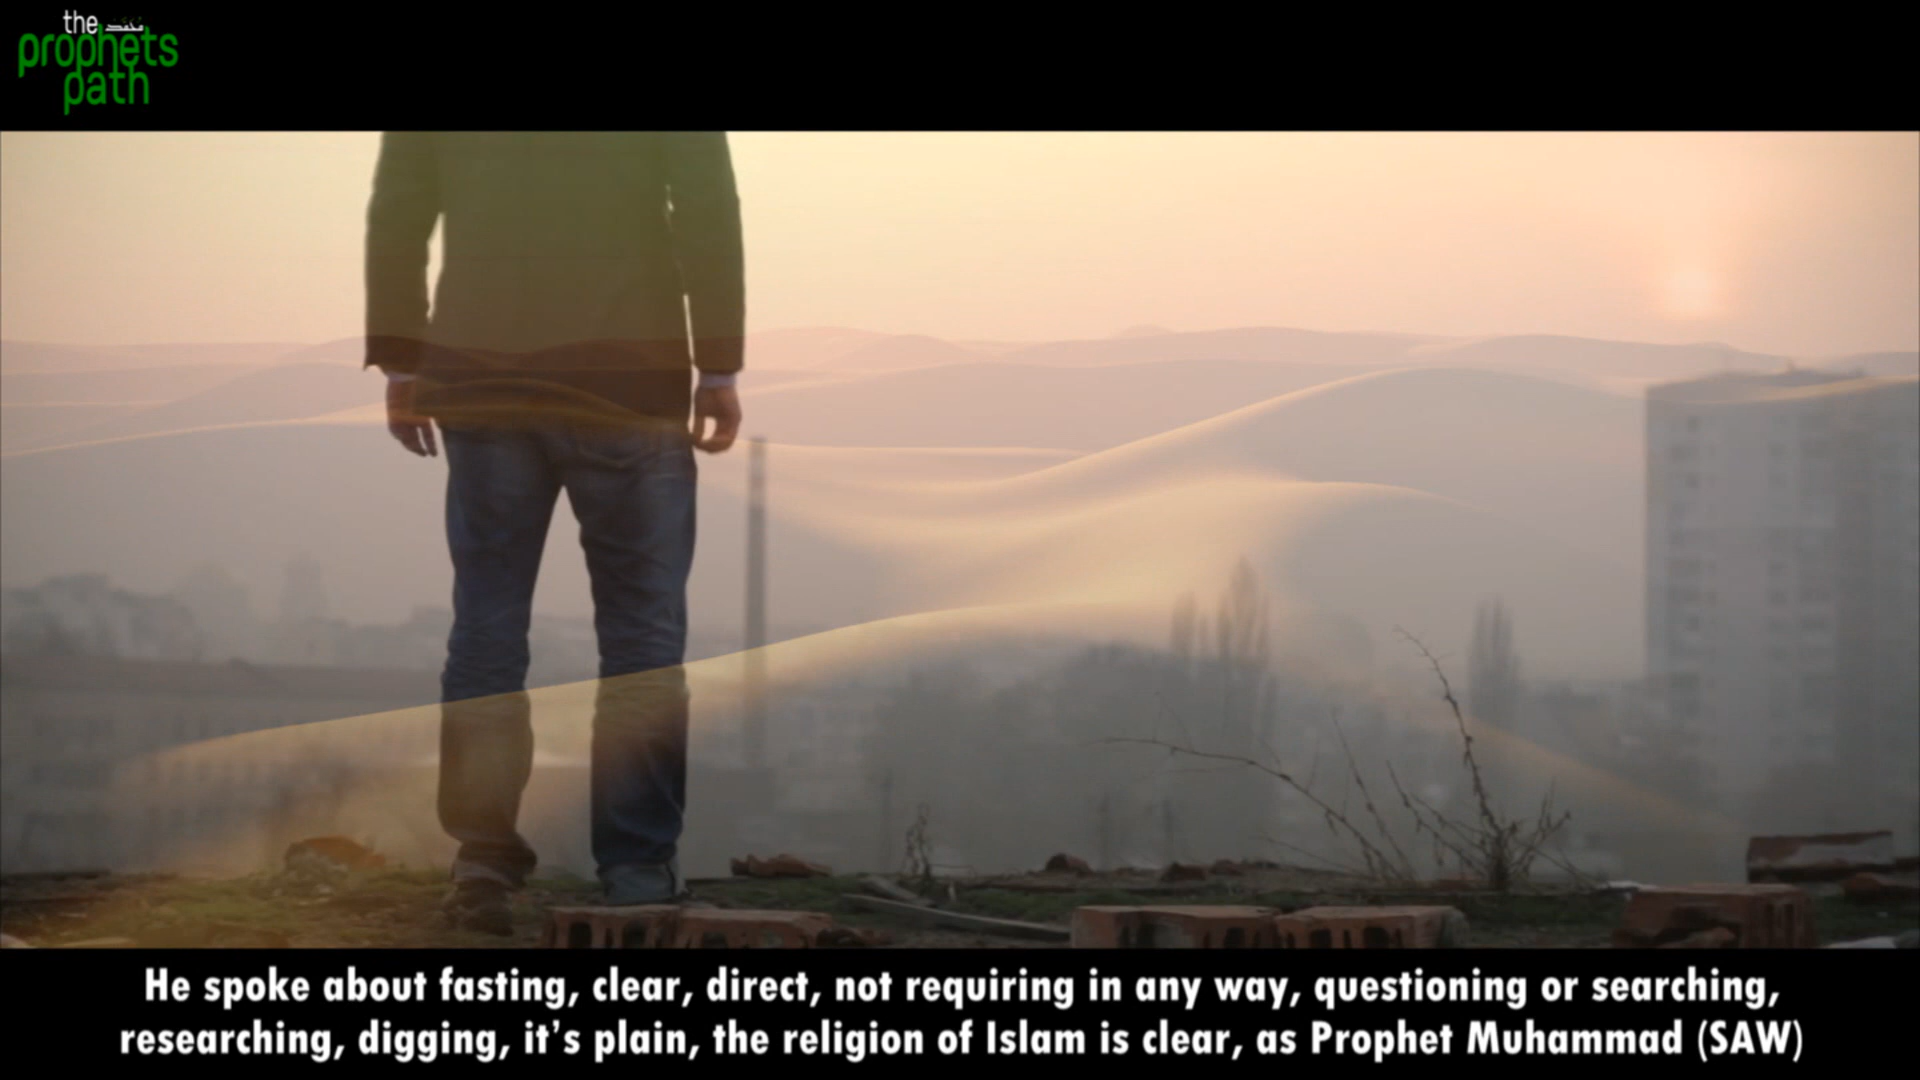 the محمد
prophets
path
He spoke about fasting, clear, direct, not requiring in any way, questioning or searching,
researching, digging, it's plain, the religion of Islam is clear, as Prophet Muhammad (SAW)